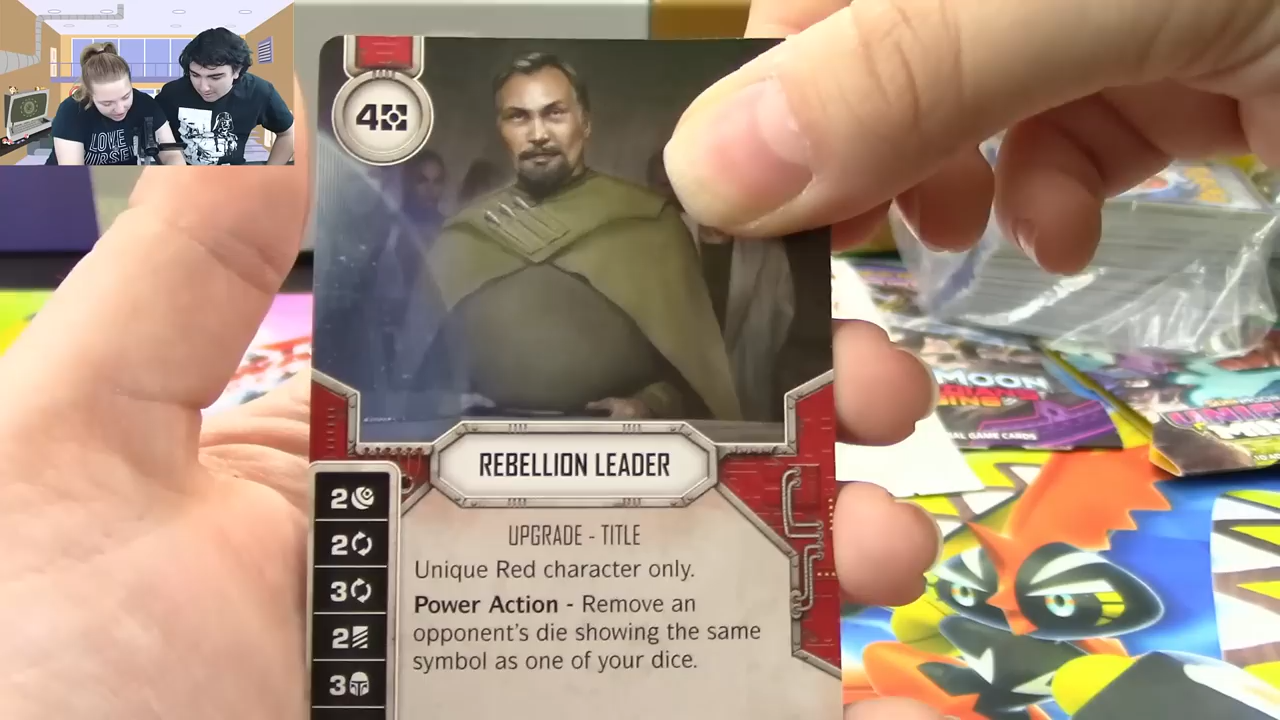 4
REBELLION LEADER
UPGRADE - TITLE
Unique Red character only.
Power Action - Remove an
opponent's die showing the same
symbol as one of your dice.
2
2
3
2
3
LOVE
MOON